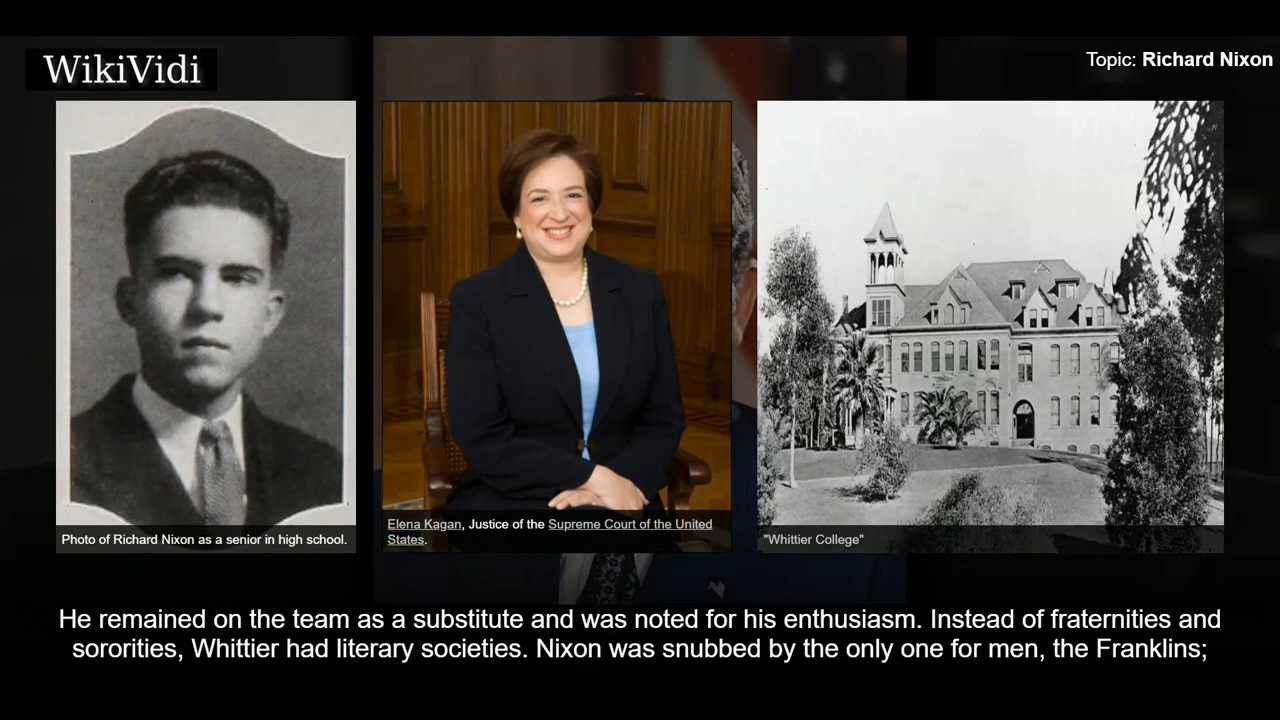 WikiVidi
Topic: Richard Nixon
Photo of Richard Nixon as a senior in high school.
Elena Kagan, Justice of the Supreme Court of the United
States.
"Whittier College"
He remained on the team as a substitute and was noted for his enthusiasm. Instead of fraternities and
sororities, Whittier had literary societies. Nixon was snubbed by the only one for men, the Franklins;